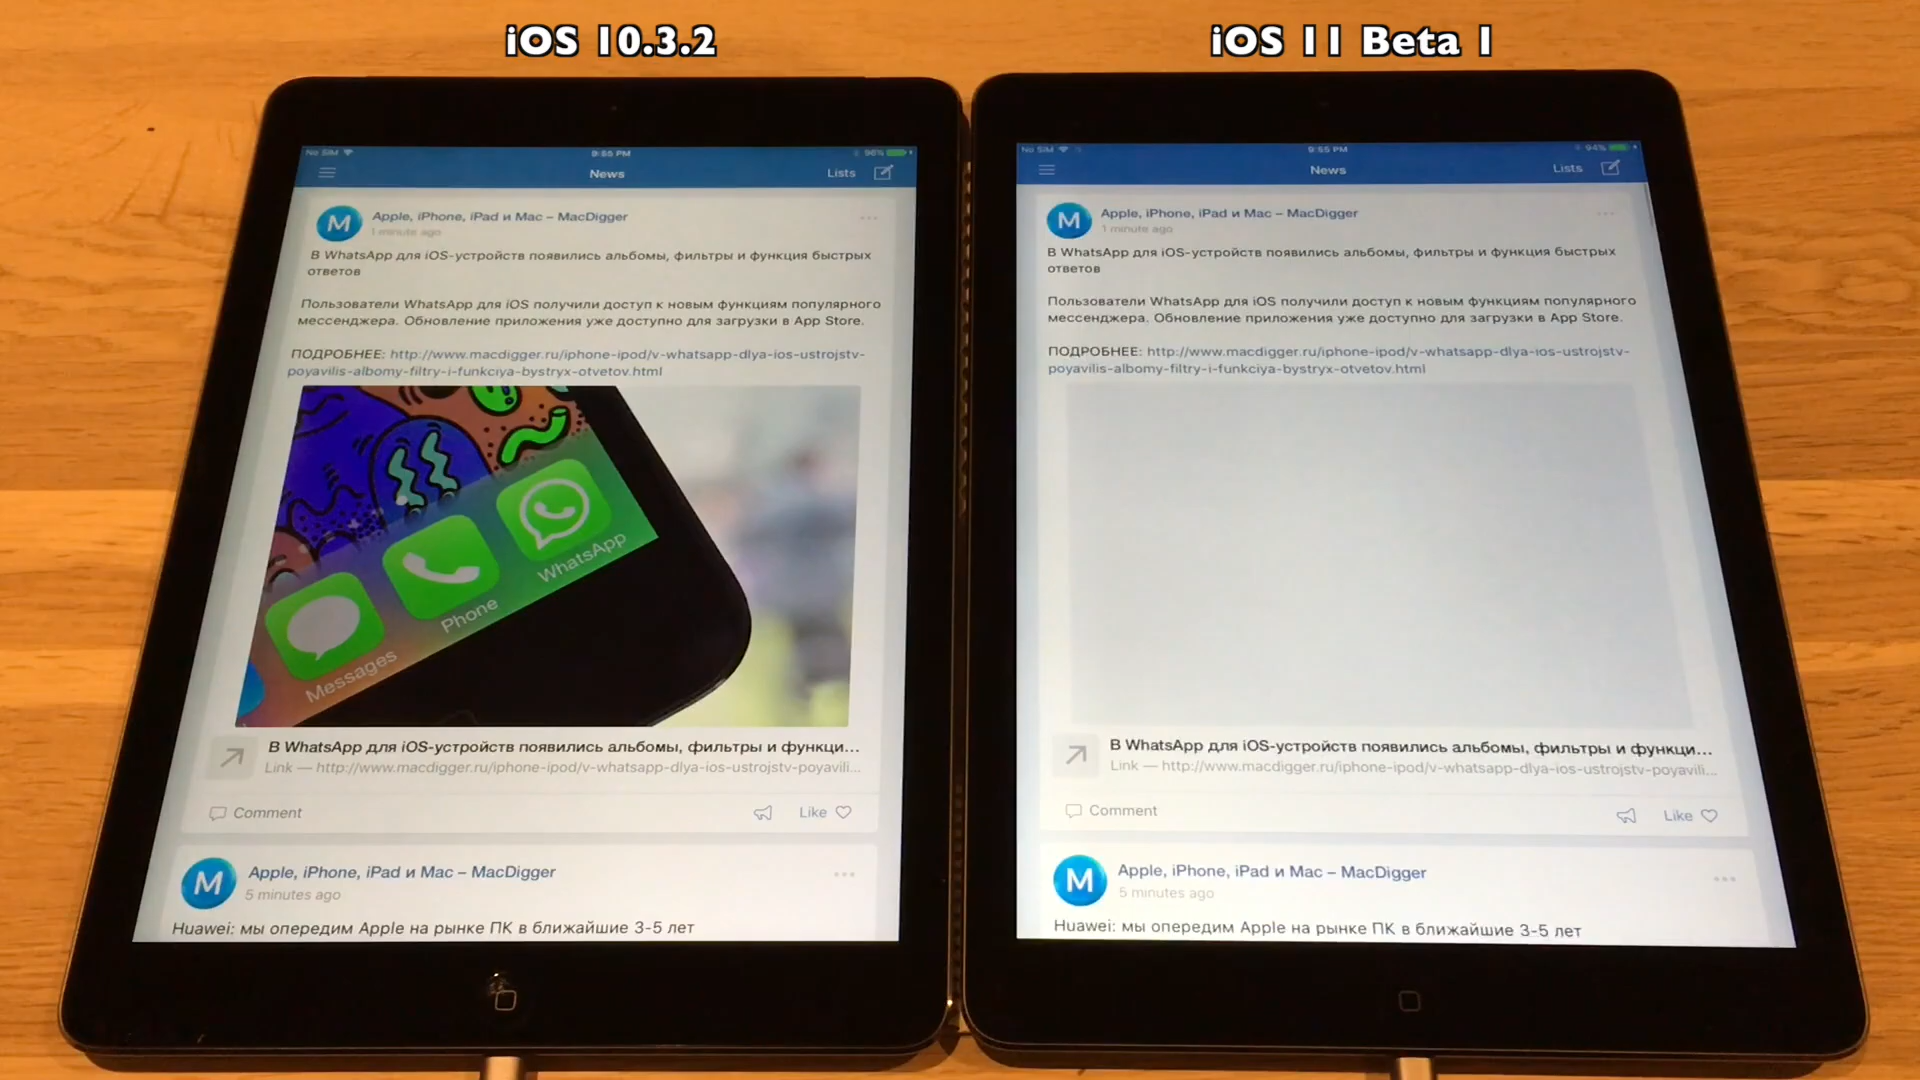 iOS 10.3.2
No SIM 9:55 PM 96%
News Lists
M Apple, iPhone, iPad и Mac – MacDigger
1 minute ago
В WhatsApp для iOS-устройств появились альбомы, фильтры и функция быстрых
ответов
Пользователи WhatsApp для iOS получили доступ к новым функциям популярного
мессенджера. Обновление приложения уже доступно для загрузки в App Store.
ПОДРОБНЕЕ: http://www.macdigger.ru/iphone-ipod/v-whatsapp-dlya-ios-ustrojstv-
poyavilis-albomy-filtry-i-funkciya-bystryx-otvetov.html
WhatsApp
Phone
Messages
В WhatsApp для iOS-устройств появились альбомы, фильтры и функци...
Link — http://www.macdigger.ru/iphone-ipod/v-whatsapp-dlya-ios-ustrojstv-poyavili...
Comment Like
M Apple, iPhone, iPad и Mac – MacDigger
5 minutes ago
Huawei: мы опередим Apple на рынке ПК в ближайшие 3-5 лет
iOS 11 Beta 1
No SIM 9:55 PM 94%
News Lists
M Apple, iPhone, iPad и Mac – MacDigger
1 minute ago
В WhatsApp для iOS-устройств появились альбомы, фильтры и функция быстрых
ответов
Пользователи WhatsApp для iOS получили доступ к новым функциям популярного
мессенджера. Обновление приложения уже доступно для загрузки в App Store.
ПОДРОБНЕЕ: http://www.macdigger.ru/iphone-ipod/v-whatsapp-dlya-ios-ustrojstv-
poyavilis-albomy-filtry-i-funkciya-bystryx-otvetov.html
В WhatsApp для iOS-устройств появились альбомы, фильтры и функци...
Link — http://www.macdigger.ru/iphone-ipod/v-whatsapp-dlya-ios-ustrojstv-poyavili...
Comment Like
M Apple, iPhone, iPad и Mac – MacDigger
5 minutes ago
Huawei: мы опередим Apple на рынке ПК в ближайшие 3-5 лет